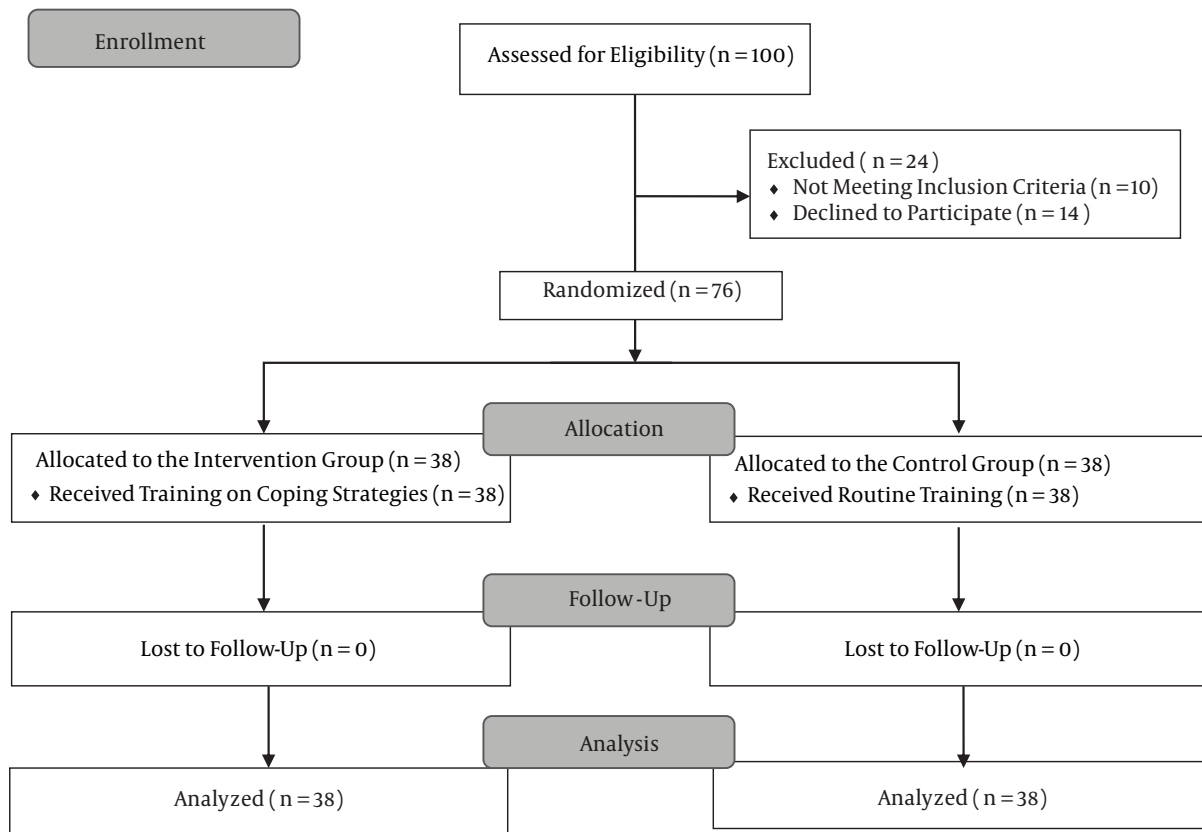 Enrollment
Assessed for Eligibility (n = 100)
Excluded ( n = 24)
♦ Not Meeting Inclusion Criteria (n =10)
♦ Declined to Participate (n = 14 )
Randomized (n = 76)
Allocation
Allocated to the Intervention Group (n = 38)
♦ Received Training on Coping Strategies (n = 38)
Allocated to the Control Group (n = 38)
♦ Received Routine Training (n = 38)
Follow-Up
Lost to Follow-Up (n = 0)
Lost to Follow-Up (n = 0)
Analysis
Analyzed ( n = 38)
Analyzed ( n = 38)